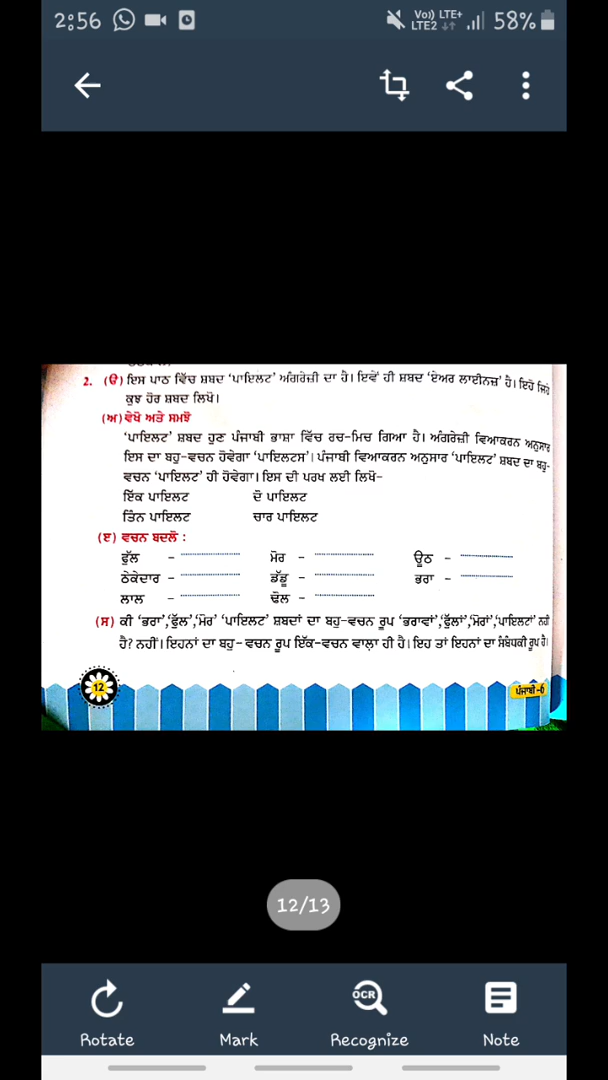 2:56 Vo)) LTE+ LTE2 58%
2. (ੳ) ਇਸ ਪਾਠ ਵਿੱਚ ਸ਼ਬਦ 'ਪਾਇਲਟ' ਅੰਗਰੇਜ਼ੀ ਦਾ ਹੈ। ਇਵੇਂ ਹੀ ਸ਼ਬਦ 'ਏਅਰ ਲਾਈਨਜ਼' ਹੈ। ਇਹੋ ਜਿਹੇ
ਕੁਝ ਹੋਰ ਸ਼ਬਦ ਲਿਖੋ।
(ਅ) ਵੇਖੋ ਅਤੇ ਸਮਝੋ
'ਪਾਇਲਟ' ਸ਼ਬਦ ਹੁਣ ਪੰਜਾਬੀ ਭਾਸ਼ਾ ਵਿੱਚ ਰਚ-ਮਿਚ ਗਿਆ ਹੈ। ਅੰਗਰੇਜ਼ੀ ਵਿਆਕਰਨ ਅਨੁਸਾਰ
ਇਸ ਦਾ ਬਹੁ-ਵਚਨ ਹੋਵੇਗਾ 'ਪਾਇਲਟਸ'। ਪੰਜਾਬੀ ਵਿਆਕਰਨ ਅਨੁਸਾਰ 'ਪਾਇਲਟ' ਸ਼ਬਦ ਦਾ ਬਹੁ-
ਵਚਨ 'ਪਾਇਲਟ' ਹੀ ਹੋਵੇਗਾ। ਇਸ ਦੀ ਪਰਖ ਲਈ ਲਿਖੋ-
ਇੱਕ ਪਾਇਲਟ ਦੋ ਪਾਇਲਟ
ਤਿੰਨ ਪਾਇਲਟ ਚਾਰ ਪਾਇਲਟ
(ੲ) ਵਚਨ ਬਦਲੋ :
ਫੁੱਲ - ............ ਮੋਰ - ............ ਊਠ - ............
ਠੇਕੇਦਾਰ - ............ ਡੱਡੂ - ............ ਭਰਾ - ............
ਲਾਲ - ............ ਢੋਲ - ............
(ਸ) ਕੀ 'ਭਰਾ','ਫੁੱਲ','ਮੋਰ' 'ਪਾਇਲਟ' ਸ਼ਬਦਾਂ ਦਾ ਬਹੁ-ਵਚਨ ਰੂਪ 'ਭਰਾਵਾਂ','ਫੁੱਲਾਂ','ਮੋਰਾਂ','ਪਾਇਲਟਾਂ' ਨਹੀਂ
ਹੈ? ਨਹੀਂ। ਇਹਨਾਂ ਦਾ ਬਹੁ-ਵਚਨ ਰੂਪ ਇੱਕ-ਵਚਨ ਵਾਲਾ ਹੀ ਹੈ। ਇਹ ਤਾਂ ਇਹਨਾਂ ਦਾ ਸੰਬੰਧਕੀ ਰੂਪ ਹੈ।
12
ਪੰਜਾਬੀ-6
12/13
OCR
Rotate Mark Recognize Note